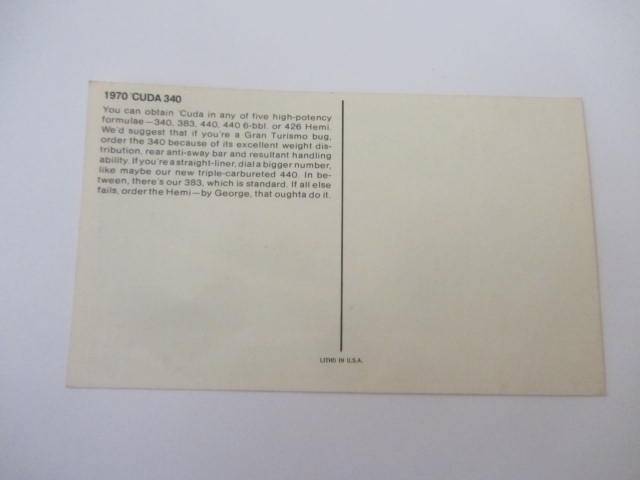 1970 'CUDA 340
You can obtain 'Cuda in any of five high-potency
formulae—340, 383, 440, 440 6-bbl. or 426 Hemi.
We'd suggest that if you're a Gran Turismo bug,
order the 340 because of its excellent weight dis-
tribution, rear anti-sway bar and resultant handling
ability. If you're a straight-liner, dial a bigger number,
like maybe our new triple-carbureted 440. In be-
tween, there's our 383, which is standard. If all else
fails, order the Hemi—by George, that oughta do it.
LITHO IN U.S.A.